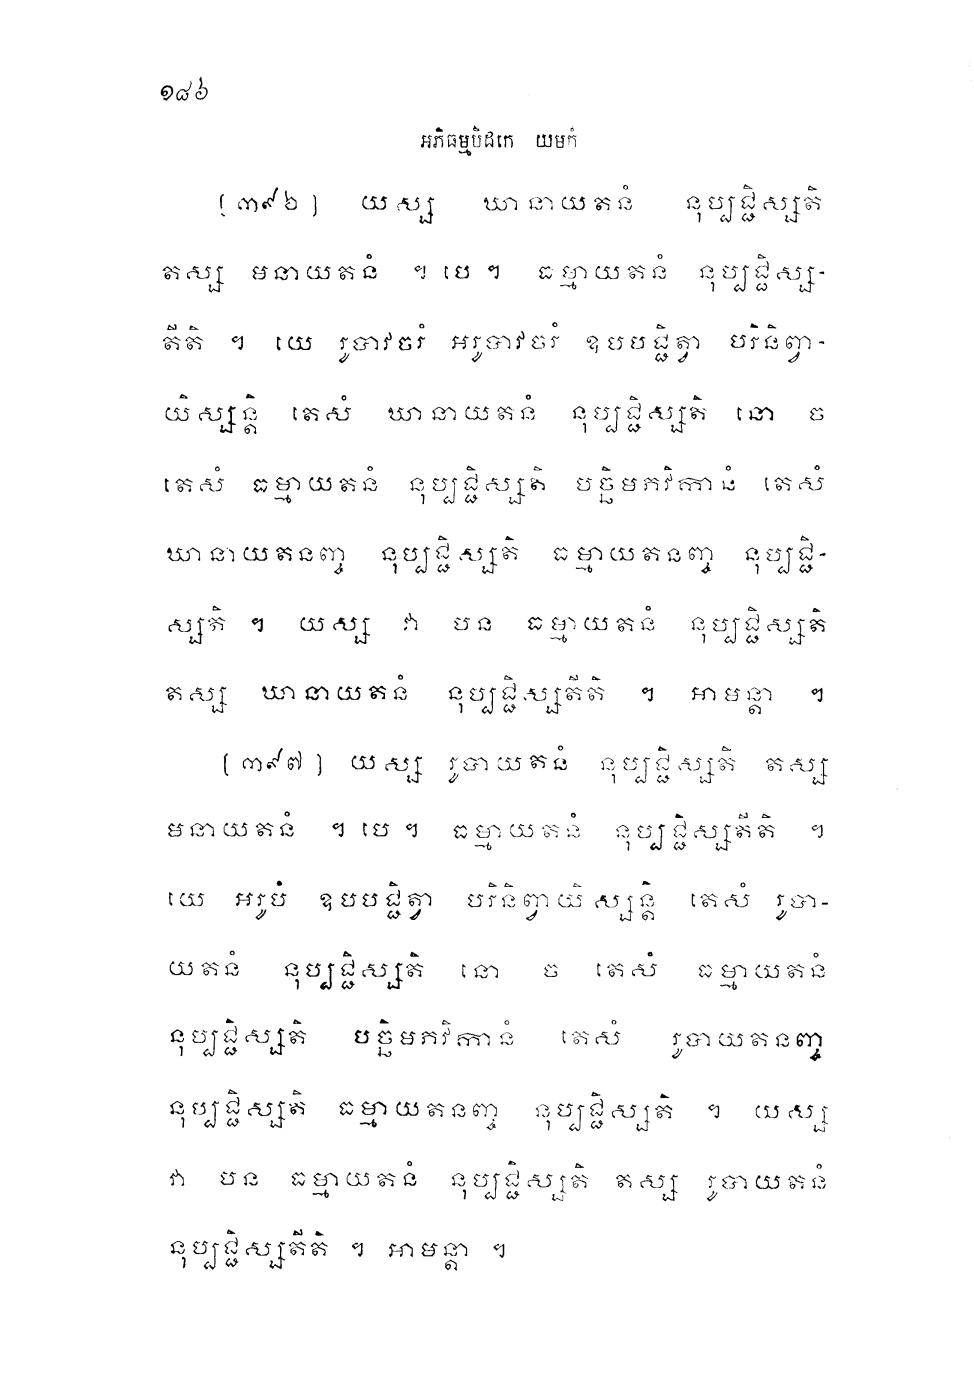 ១៨៦
អភិធម្មបិដកេ យមកំ
[៣៩៦] យស្ស ឃានាយតនំ នុប្បជ្ជិស្សតិ
តស្ស មនាយតនំ ។ បេ ។ ធម្មាយតនំ នុប្បជ្ជិស្ស-
តីតិ ។ យេ រូបាវចរំ អរូបាវចរំ ឧបបជ្ជិត្វា បរិនិព្វា-
យិស្សន្តិ តេសំ ឃានាយតនំ នុប្បជ្ជិស្សតិ នោ ច
តេសំ ធម្មាយតនំ នុប្បជ្ជិស្សតិ បច្ឆិមភវិកានំ តេសំ
ឃានាយតនញ្ច នុប្បជ្ជិស្សតិ ធម្មាយតនញ្ច នុប្បជ្ជិ-
ស្សតិ ។ យស្ស វា បន ធម្មាយតនំ នុប្បជ្ជិស្សតិ
តស្ស ឃានាយតនំ នុប្បជ្ជិស្សតីតិ ។ អាមន្តា ។
[៣៩៧] យស្ស រូបាយតនំ នុប្បជ្ជិស្សតិ តស្ស
មនាយតនំ ។ បេ ។ ធម្មាយតនំ នុប្បជ្ជិស្សតីតិ ។
យេ អរូបំ ឧបបជ្ជិត្វា បរិនិព្វាយិស្សន្តិ តេសំ រូបា-
យតនំ នុប្បជ្ជិស្សតិ នោ ច តេសំ ធម្មាយតនំ
នុប្បជ្ជិស្សតិ បច្ឆិមភវិកានំ តេសំ រូបាយតនញ្ច
នុប្បជ្ជិស្សតិ ធម្មាយតនញ្ច នុប្បជ្ជិស្សតិ ។ យស្ស
វា បន ធម្មាយតនំ នុប្បជ្ជិស្សតិ តស្ស រូបាយតនំ
នុប្បជ្ជិស្សតីតិ ។ អាមន្តា ។